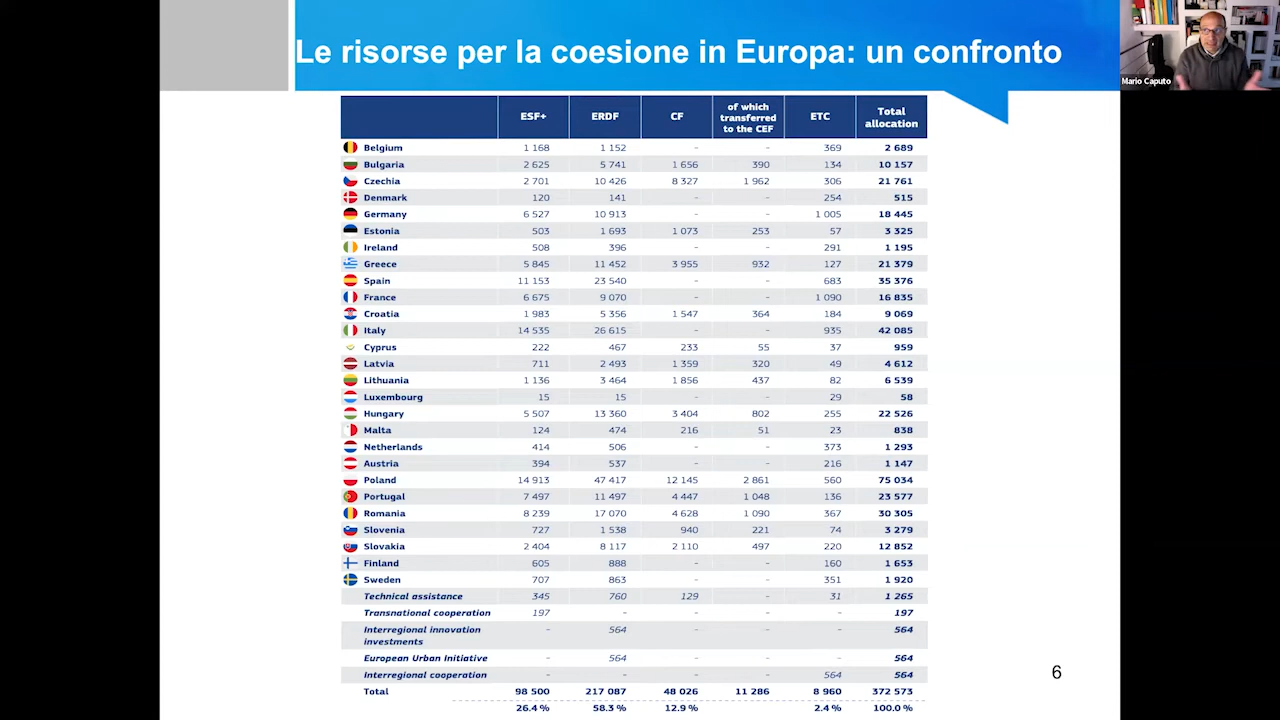 Le risorse per la coesione in Europa: un confronto
Mario Caputo
ESF+ ERDF CF of which transferred to the CEF ETC Total allocation
Belgium 1 168 1 152 - - 369 2 689
Bulgaria 2 625 5 741 1 656 390 134 10 157
Czechia 2 701 10 426 8 327 1 962 306 21 761
Denmark 120 141 - - 254 515
Germany 6 527 10 913 - - 1 005 18 445
Estonia 503 1 693 1 073 253 57 3 325
Ireland 508 396 - - 291 1 195
Greece 5 845 11 452 3 955 932 127 21 379
Spain 11 153 23 540 - - 683 35 376
France 6 675 9 070 - - 1 090 16 835
Croatia 1 983 5 356 1 547 364 184 9 069
Italy 14 535 26 615 - - 935 42 085
Cyprus 222 467 233 55 37 959
Latvia 711 2 493 1 359 320 49 4 612
Lithuania 1 136 3 464 1 856 437 82 6 539
Luxembourg 15 15 - - 29 58
Hungary 5 507 13 360 3 404 802 255 22 526
Malta 124 474 216 51 23 838
Netherlands 414 506 - - 373 1 293
Austria 394 537 - - 216 1 147
Poland 14 913 47 417 12 145 2 861 560 75 034
Portugal 7 497 11 497 4 447 1 048 136 23 577
Romania 8 239 17 070 4 628 1 090 367 30 305
Slovenia 727 1 538 940 221 74 3 279
Slovakia 2 404 8 117 2 110 497 220 12 852
Finland 605 888 - - 160 1 653
Sweden 707 863 - - 351 1 920
Technical assistance 345 760 129 - 31 1 265
Transnational cooperation 197 - - - - 197
Interregional innovation investments - 564 - - - 564
European Urban Initiative - 564 - - - 564
Interregional cooperation - - - - 564 564
Total 98 500 217 087 48 026 11 286 8 960 372 573
26.4 % 58.3 % 12.9 % 2.4 % 100.0 %
6